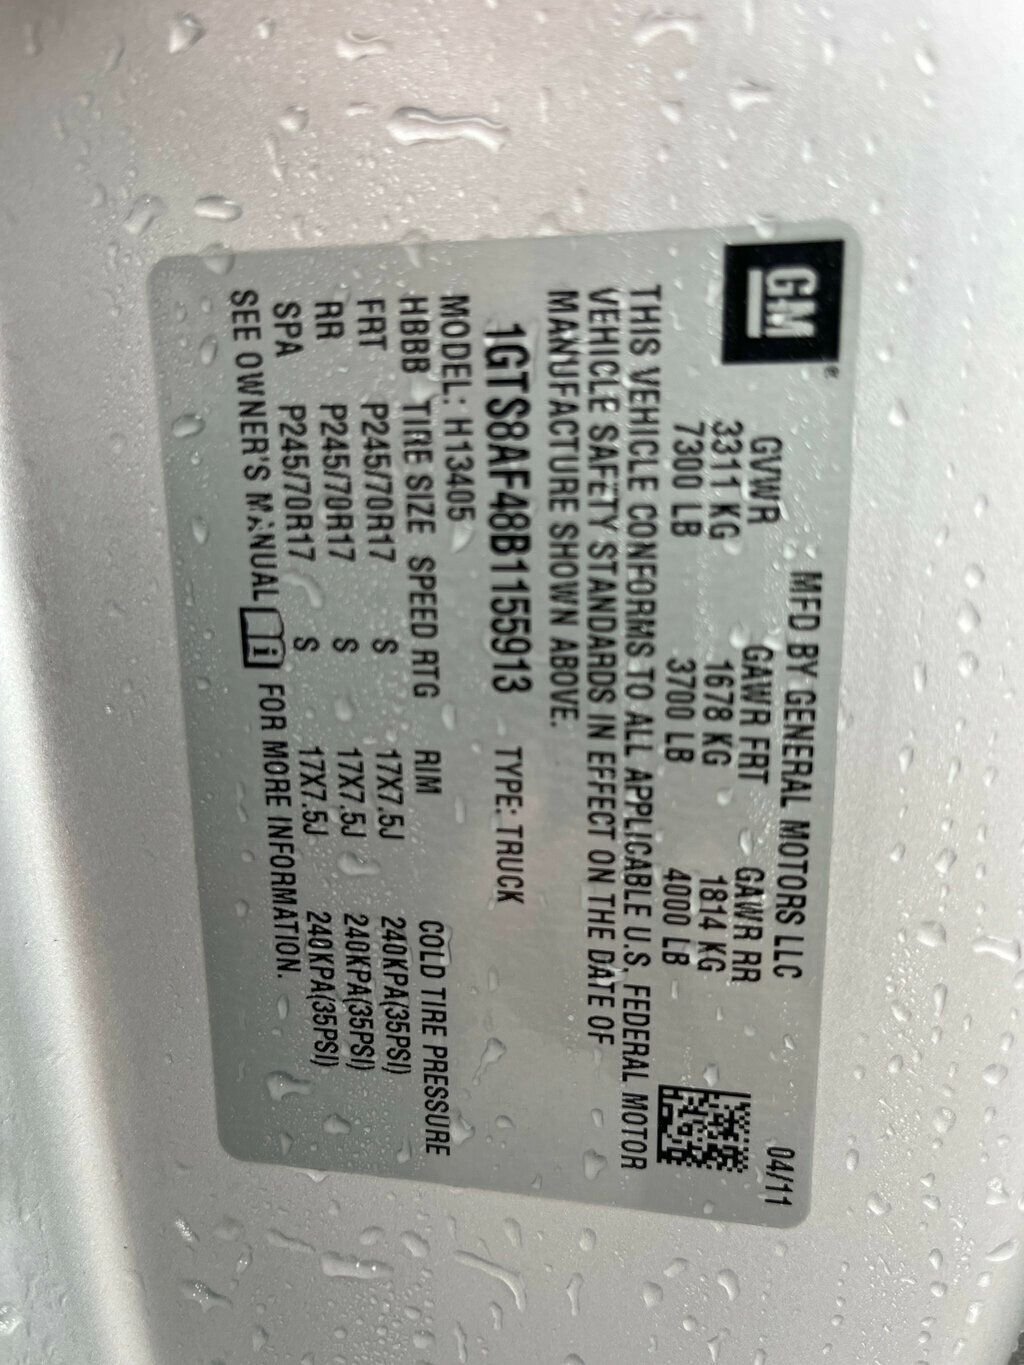 GM®
MFD BY GENERAL MOTORS LLC 04/11
GVWR GAWR FRT GAWR RR
3311 KG 1678 KG 1814 KG
7300 LB 3700 LB 4000 LB
THIS VEHICLE CONFORMS TO ALL APPLICABLE U.S. FEDERAL MOTOR
VEHICLE SAFETY STANDARDS IN EFFECT ON THE DATE OF
MANUFACTURE SHOWN ABOVE.
1GTS8AF48B1155913 TYPE: TRUCK
MODEL: H13405
HBBB TIRE SIZE SPEED RTG RIM COLD TIRE PRESSURE
FRT P245/70R17 S 17X7.5J 240KPA(35PSI)
RR P245/70R17 S 17X7.5J 240KPA(35PSI)
SPA P245/70R17 S 17X7.5J 240KPA(35PSI)
SEE OWNER'S MANUAL i FOR MORE INFORMATION.